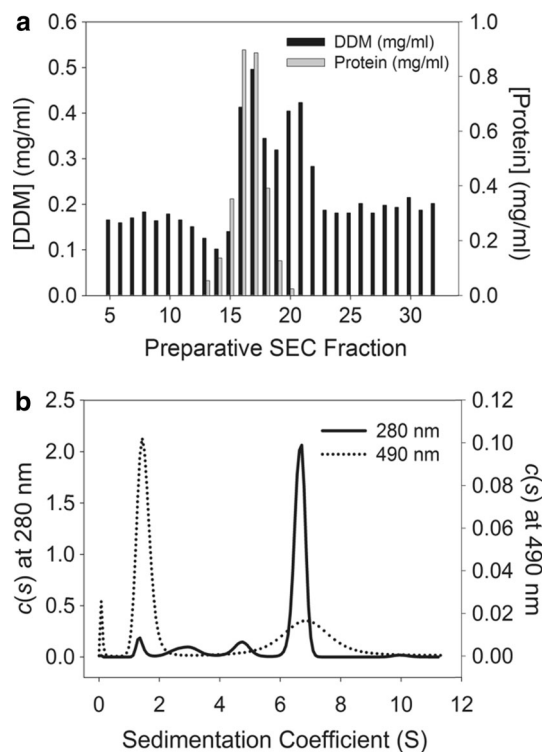 a
DDM (mg/ml)
Protein (mg/ml)
[DDM] (mg/ml)
0.6
0.5
0.4
0.3
0.2
0.1
0.0
[Protein] (mg/ml)
1.0
0.8
0.6
0.4
0.2
0.0
5 10 15 20 25 30
Preparative SEC Fraction
b
280 nm
490 nm
c(s) at 280 nm
2.5
2.0
1.5
1.0
0.5
0.0
c(s) at 490 nm
0.12
0.10
0.08
0.06
0.04
0.02
0.00
0 2 4 6 8 10 12
Sedimentation Coefficient (S)